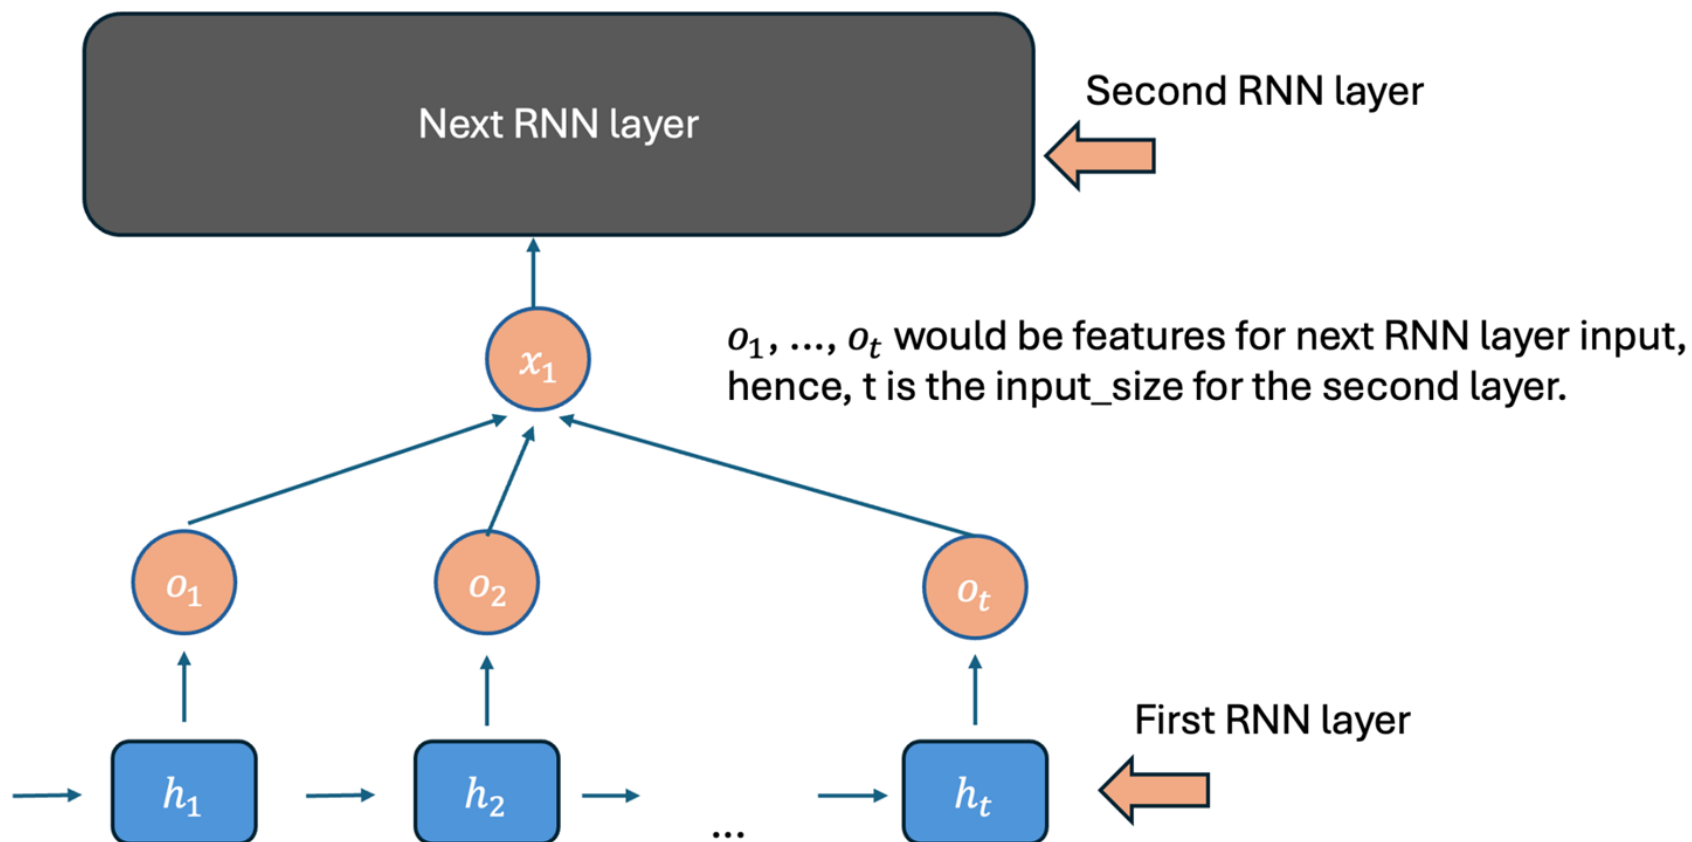 Second RNN layer
Next RNN layer
x₁
o₁, ..., oₜ would be features for next RNN layer input,
hence, t is the input_size for the second layer.
o₁
o₂
oₜ
First RNN layer
h₁
h₂
...
hₜ